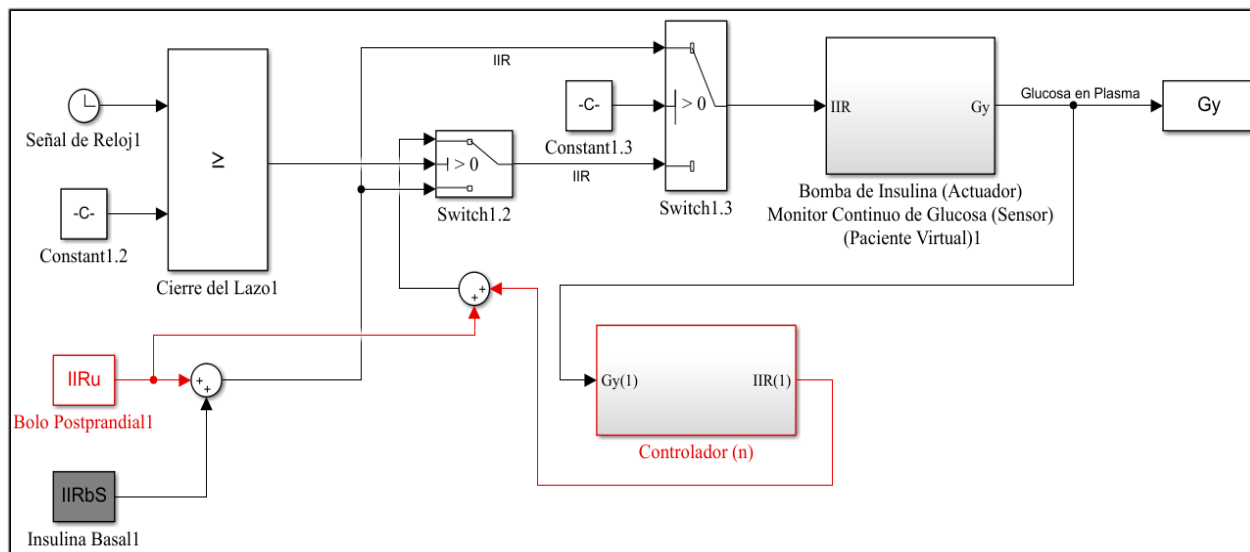 IIR
-C-
> 0
Constant1.3
Switch1.3
IIR
Gy
Bomba de Insulina (Actuador)
Monitor Continuo de Glucosa (Sensor)
(Paciente Virtual)1
Glucosa en Plasma
Gy
Señal de Reloj1
≥
-C-
Constant1.2
Cierre del Lazo1
> 0
Switch1.2
IIR
+
+
IIRu
Bolo Postprandial1
+
+
IIRbS
Insulina Basal1
Gy(1)
IIR(1)
Controlador (n)